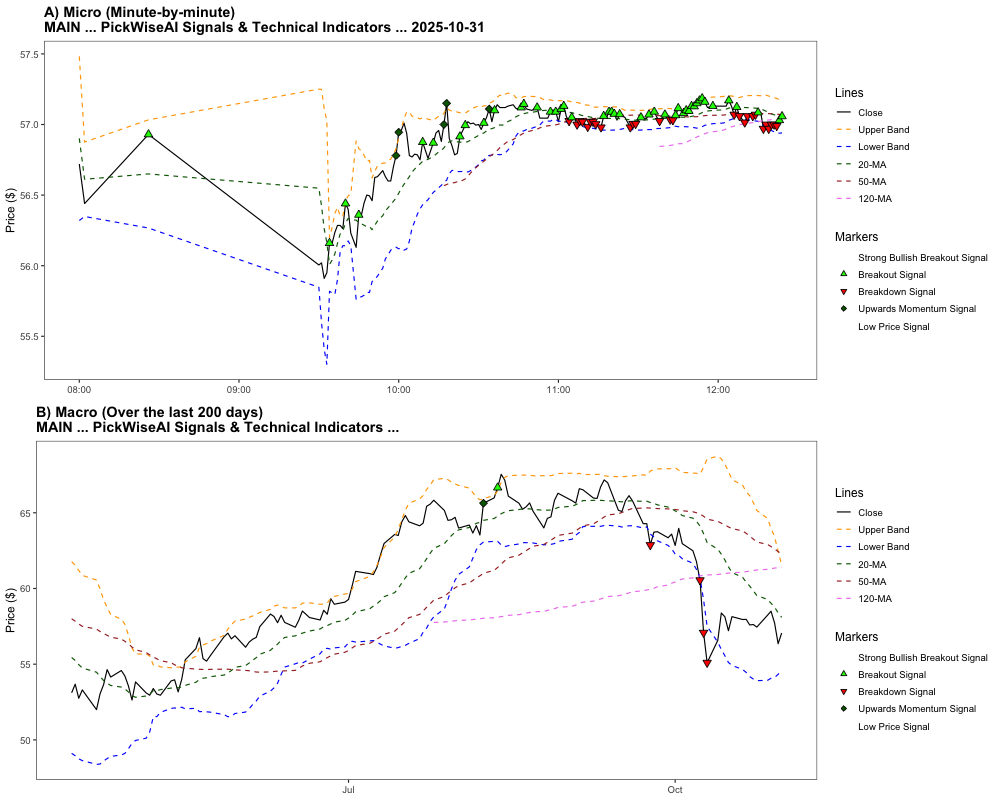 A) Micro (Minute-by-minute)
MAIN ... PickWiseAI Signals & Technical Indicators ... 2025-10-31
57.5
57.0
56.5
56.0
55.5
Price ($)
08:00
09:00
10:00
11:00
12:00
Lines
Close
Upper Band
Lower Band
20-MA
50-MA
120-MA
Markers
Strong Bullish Breakout Signal
Breakout Signal
Breakdown Signal
Upwards Momentum Signal
Low Price Signal
B) Macro (Over the last 200 days)
MAIN ... PickWiseAI Signals & Technical Indicators ...
65
60
55
50
Price ($)
Jul
Oct
Lines
Close
Upper Band
Lower Band
20-MA
50-MA
120-MA
Markers
Strong Bullish Breakout Signal
Breakout Signal
Breakdown Signal
Upwards Momentum Signal
Low Price Signal